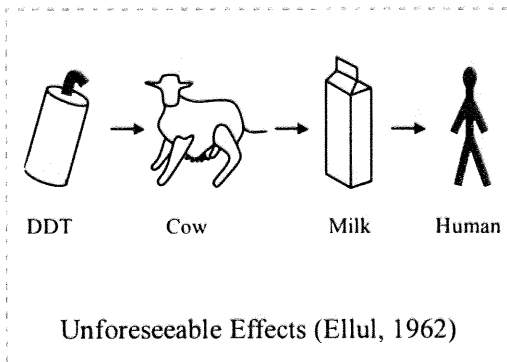 DDT Cow Milk Human
Unforeseeable Effects (Ellul, 1962)